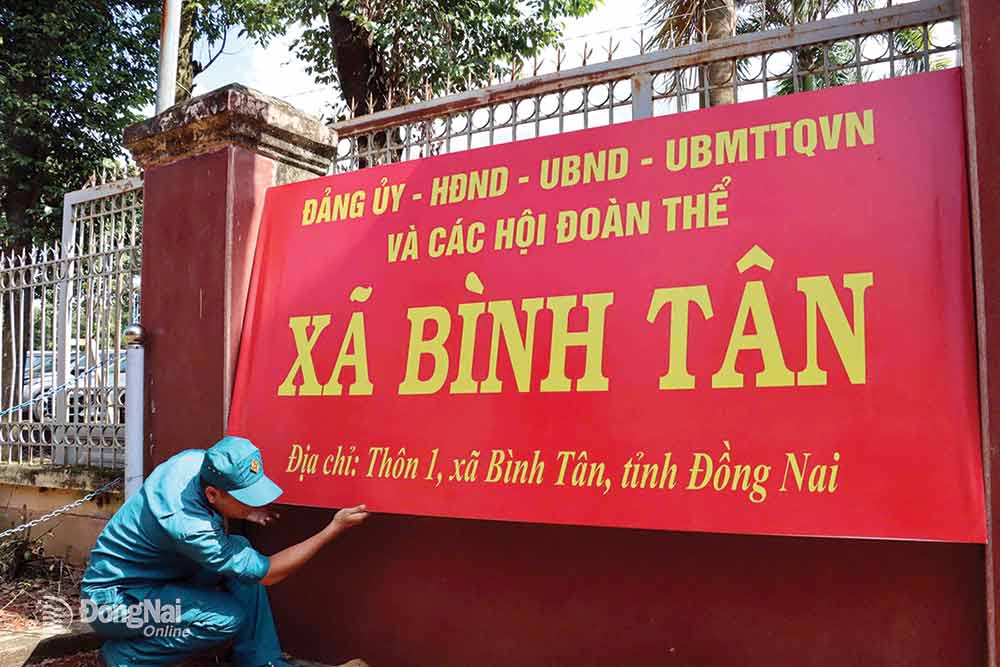 ĐẢNG ỦY - HĐND - UBND - UBMTTQVN
VÀ CÁC HỘI ĐOÀN THỂ
XÃ BÌNH TÂN
Địa chỉ: Thôn 1, xã Bình Tân, tỉnh Đồng Nai
ĐongNai
Online